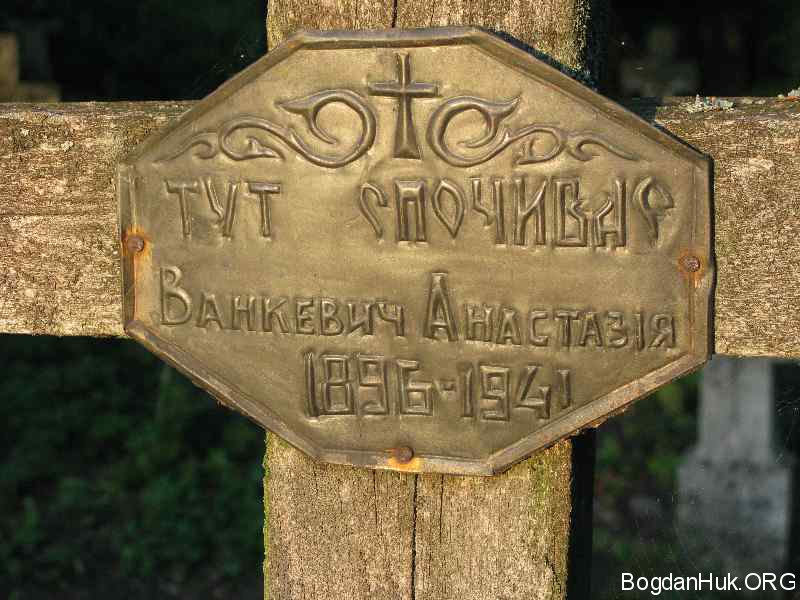 ТУТ СПОЧИВАЄ
ВАНКЕВИЧ АНАСТАЗІЯ
1896-1941
BogdanHuk.ORG